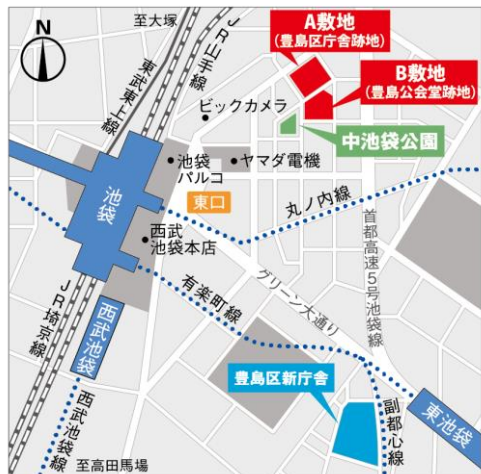 N
至大塚
JR山手線
東武東上線
A敷地
(豊島区庁舎跡地)
B敷地
(豊島公会堂跡地)
ビックカメラ
中池袋公園
池袋
パルコ
ヤマダ電機
池袋
東口
丸ノ内線
西武
池袋本店
首都高速5号池袋線
グリーン大通り
有楽町線
JR埼京線
西武池袋
豊島区新庁舎
東池袋
副都心線
西武池袋線
至高田馬場